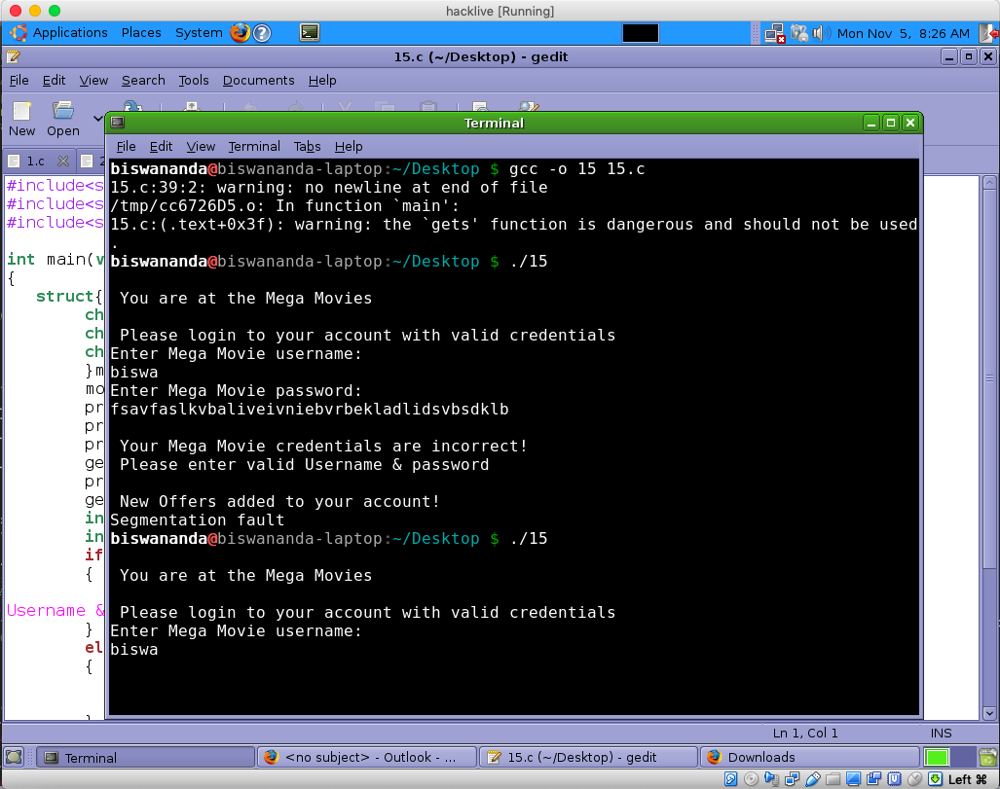 hacklive [Running]
Applications Places System Mon Nov 5, 8:26 AM
15.c (~/Desktop) - gedit
File Edit View Search Tools Documents Help
New Open
Terminal
File Edit View Terminal Tabs Help
1.c 2
#include<s
#include<s
#include<s
int main(v
{
struct{
ch
ch
ch
}m
mo
pr
pr
pr
ge
pr
ge
in
in
if
{
Username &
}
el
{
}
biswananda@biswananda-laptop:~/Desktop $ gcc -o 15 15.c
15.c:39:2: warning: no newline at end of file
/tmp/cc6726D5.o: In function `main':
15.c:(.text+0x3f): warning: the `gets' function is dangerous and should not be used
.
biswananda@biswananda-laptop:~/Desktop $ ./15
You are at the Mega Movies
Please login to your account with valid credentials
Enter Mega Movie username:
biswa
Enter Mega Movie password:
fsavfaslkvbaliveivniebvrbekladlidsvbsdklb
Your Mega Movie credentials are incorrect!
Please enter valid Username & password
New Offers added to your account!
Segmentation fault
biswananda@biswananda-laptop:~/Desktop $ ./15
You are at the Mega Movies
Please login to your account with valid credentials
Enter Mega Movie username:
biswa
Ln 1, Col 1 INS
Terminal <no subject> - Outlook - ... 15.c (~/Desktop) - gedit Downloads
Left ⌘